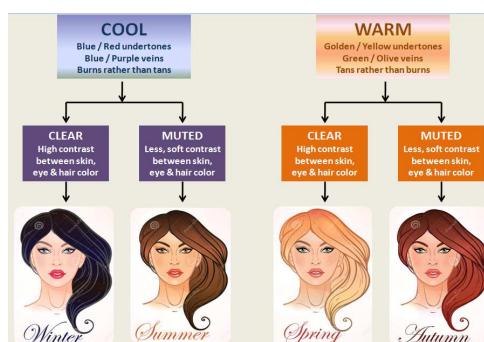 COOL
Blue / Red undertones
Blue / Purple veins
Burns rather than tans
WARM
Golden / Yellow undertones
Green / Olive veins
Tans rather than burns
CLEAR
High contrast
between skin,
eye & hair color
MUTED
Less, soft contrast
between skin,
eye & hair color
CLEAR
High contrast
between skin,
eye & hair color
MUTED
Less, soft contrast
between skin,
eye & hair color
Winter
Summer
Spring
Autumn